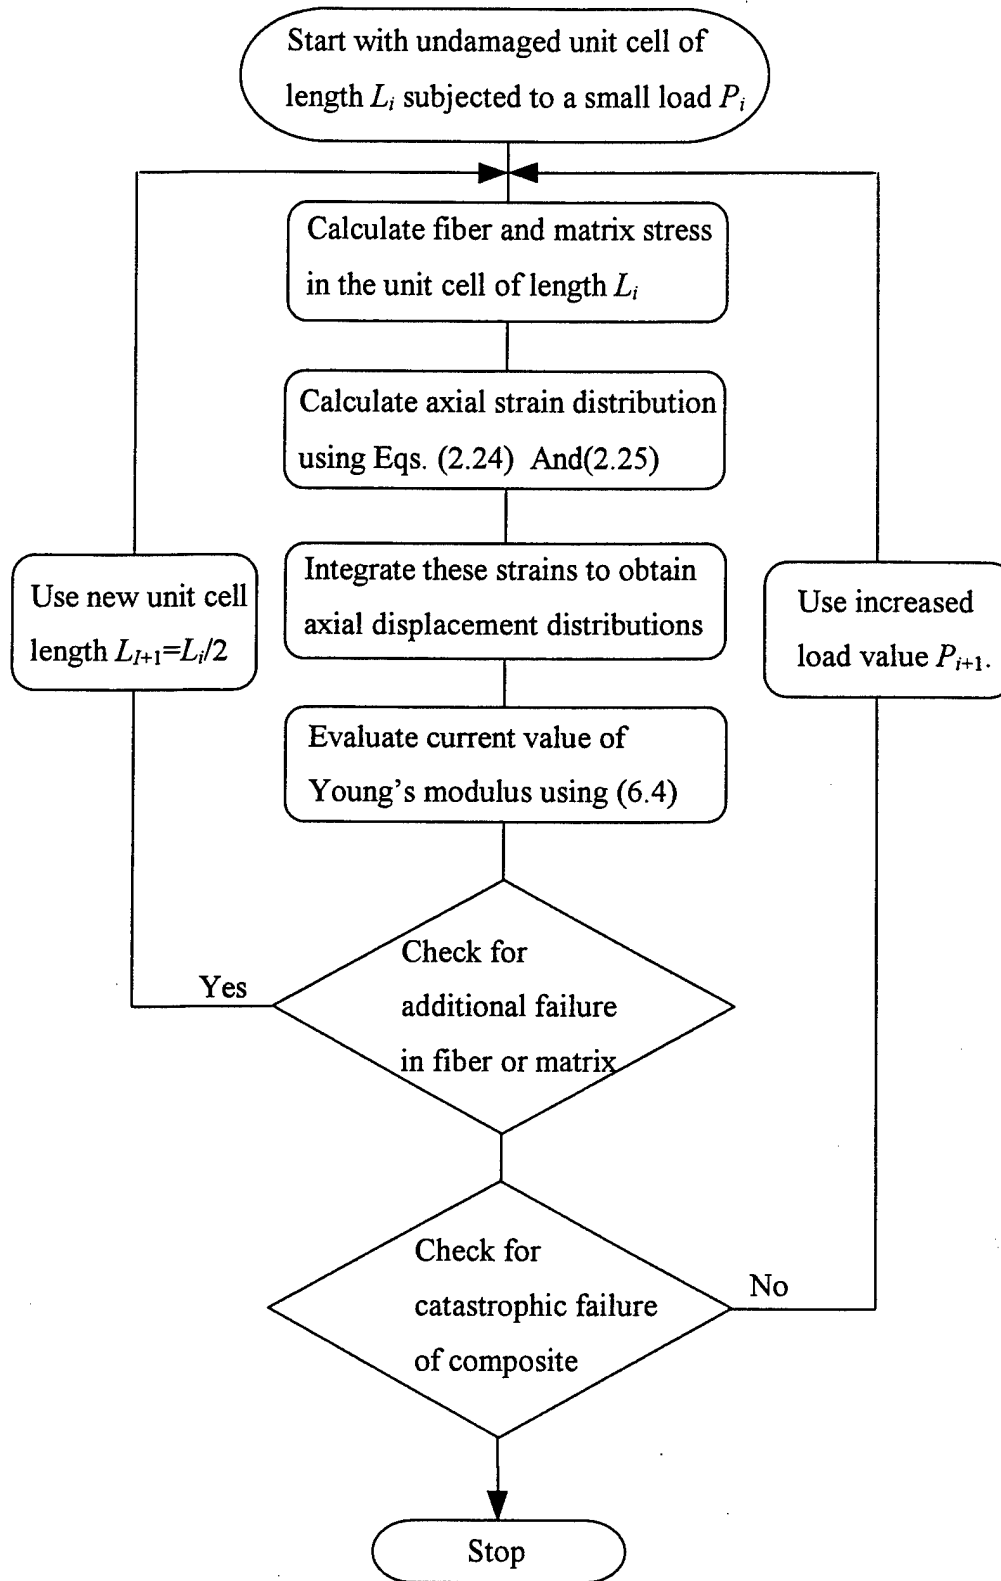 Start with undamaged unit cell of
length Li subjected to a small load Pi
Calculate fiber and matrix stress
in the unit cell of length Li
Calculate axial strain distribution
using Eqs. (2.24) And(2.25)
Integrate these strains to obtain
axial displacement distributions
Use new unit cell
length LI+1=Li/2
Use increased
load value Pi+1.
Evaluate current value of
Young's modulus using (6.4)
Check for
additional failure
in fiber or matrix
Yes
Check for
catastrophic failure
of composite
No
Stop